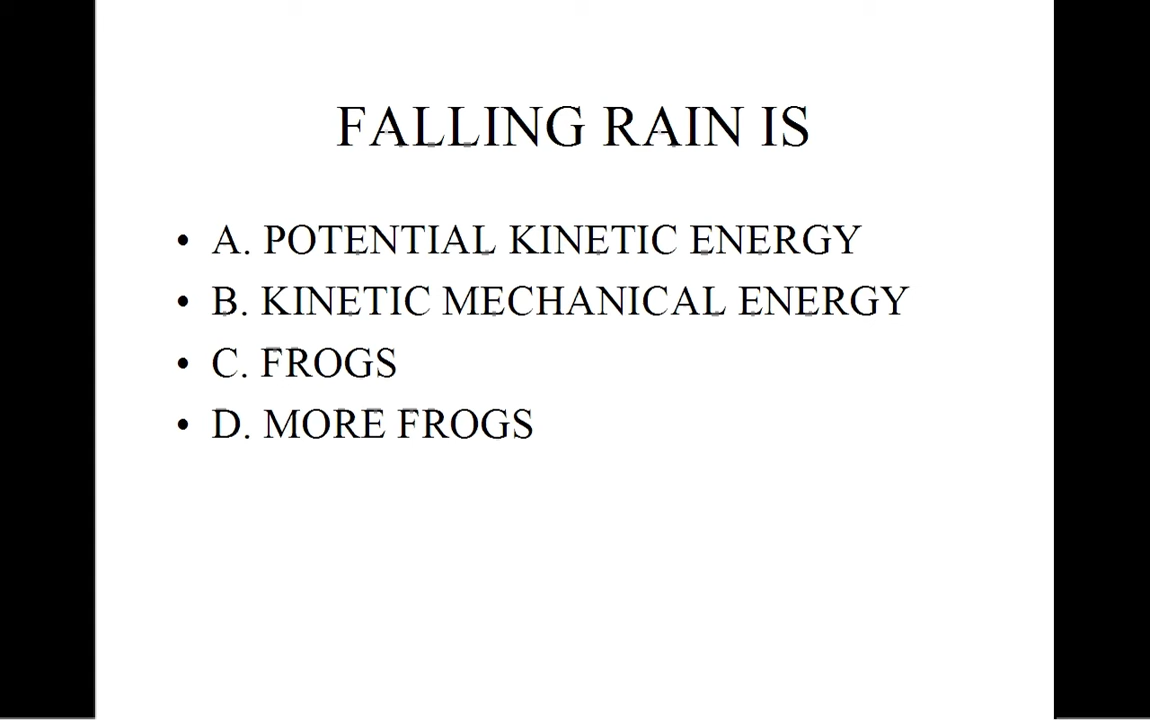 FALLING RAIN IS
• A. POTENTIAL KINETIC ENERGY
• B. KINETIC MECHANICAL ENERGY
• C. FROGS
• D. MORE FROGS